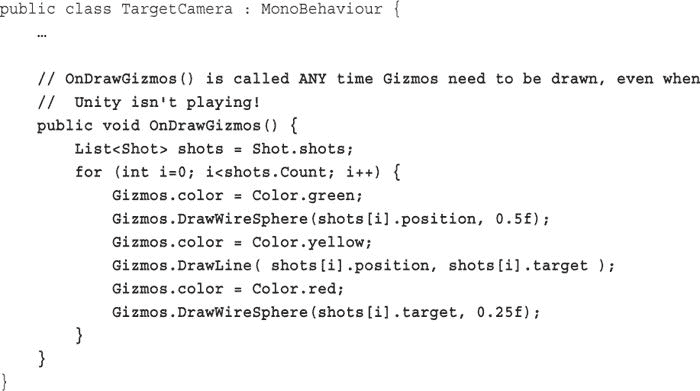 public class TargetCamera : MonoBehaviour {
    …
    // OnDrawGizmos() is called ANY time Gizmos need to be drawn, even when
    //  Unity isn't playing!
    public void OnDrawGizmos() {
        List<Shot> shots = Shot.shots;
        for (int i=0; i<shots.Count; i++) {
            Gizmos.color = Color.green;
            Gizmos.DrawWireSphere(shots[i].position, 0.5f);
            Gizmos.color = Color.yellow;
            Gizmos.DrawLine( shots[i].position, shots[i].target );
            Gizmos.color = Color.red;
            Gizmos.DrawWireSphere(shots[i].target, 0.25f);
        }
    }
}